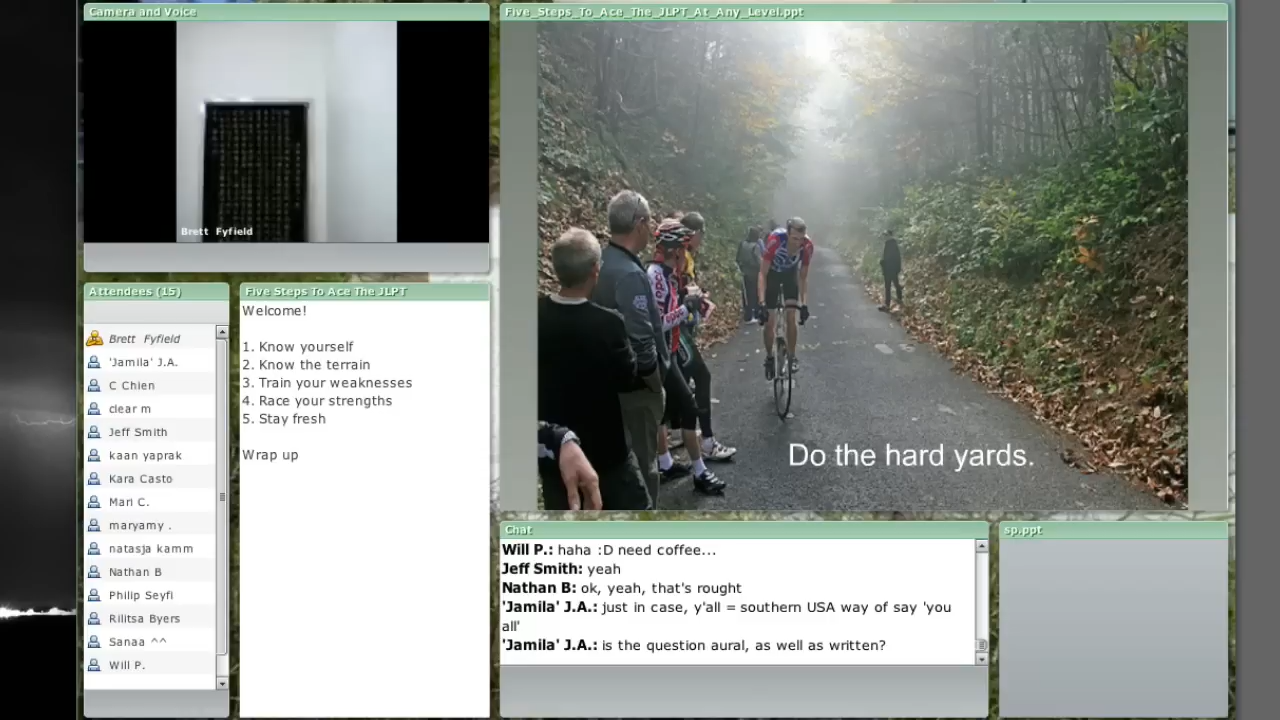 Camera and Voice
Brett Fyfield
Attendees (15)
Brett Fyfield
'Jamila' J.A.
C Chien
clear m
Jeff Smith
kaan yaprak
Kara Casto
Mari C.
maryamy .
natasja kamm
Nathan B
Philip Seyfi
Rilitsa Byers
Sanaa ^^
Will P.
Five Steps To Ace The JLPT
Welcome!
1. Know yourself
2. Know the terrain
3. Train your weaknesses
4. Race your strengths
5. Stay fresh
Wrap up
Five_Steps_To_Ace_The_JLPT_At_Any_Level.ppt
Do the hard yards.
Chat
Will P.: haha :D need coffee...
Jeff Smith: yeah
Nathan B: ok, yeah, that's rought
'Jamila' J.A.: just in case, y'all = southern USA way of say 'you
all'
'Jamila' J.A.: is the question aural, as well as written?
sp.ppt